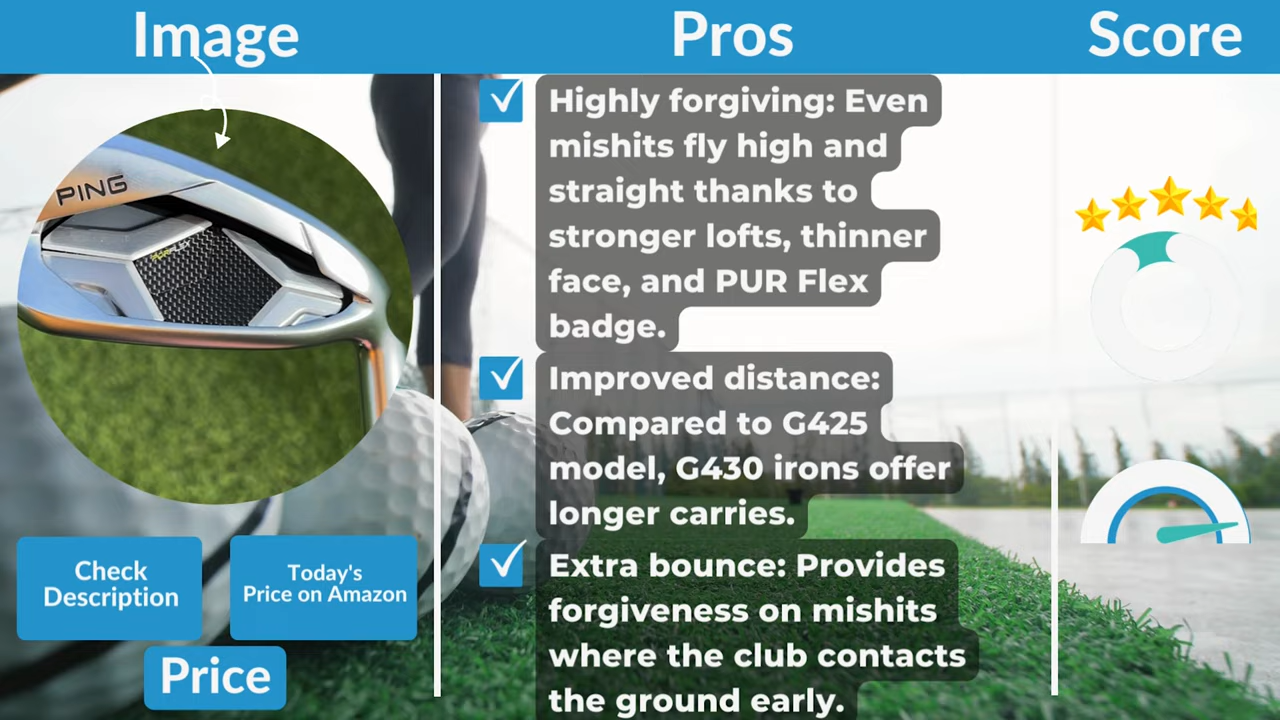 Image
Pros
Score
PING
Highly forgiving: Even
mishits fly high and
straight thanks to
stronger lofts, thinner
face, and PUR Flex
badge.
Improved distance:
Compared to G425
model, G430 irons offer
longer carries.
Extra bounce: Provides
forgiveness on mishits
where the club contacts
the ground early.
Check
Description
Today's
Price on Amazon
Price